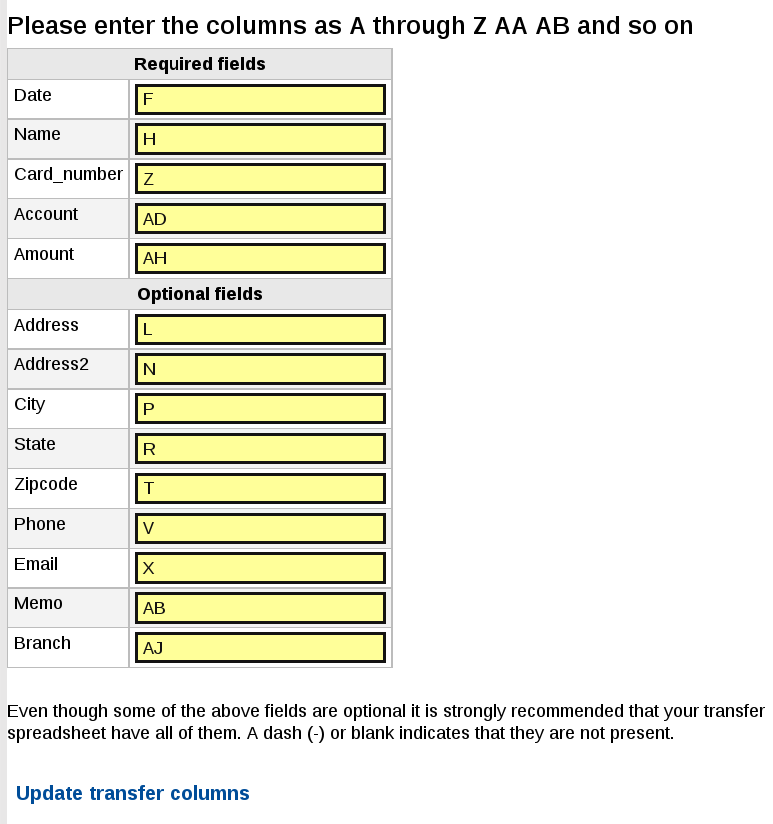 Please enter the columns as A through Z AA AB and so on
Required fields
Date F
Name H
Card_number Z
Account AD
Amount AH
Optional fields
Address L
Address2 N
City P
State R
Zipcode T
Phone V
Email X
Memo AB
Branch AJ
Even though some of the above fields are optional it is strongly recommended that your transfer
spreadsheet have all of them. A dash (-) or blank indicates that they are not present.
Update transfer columns